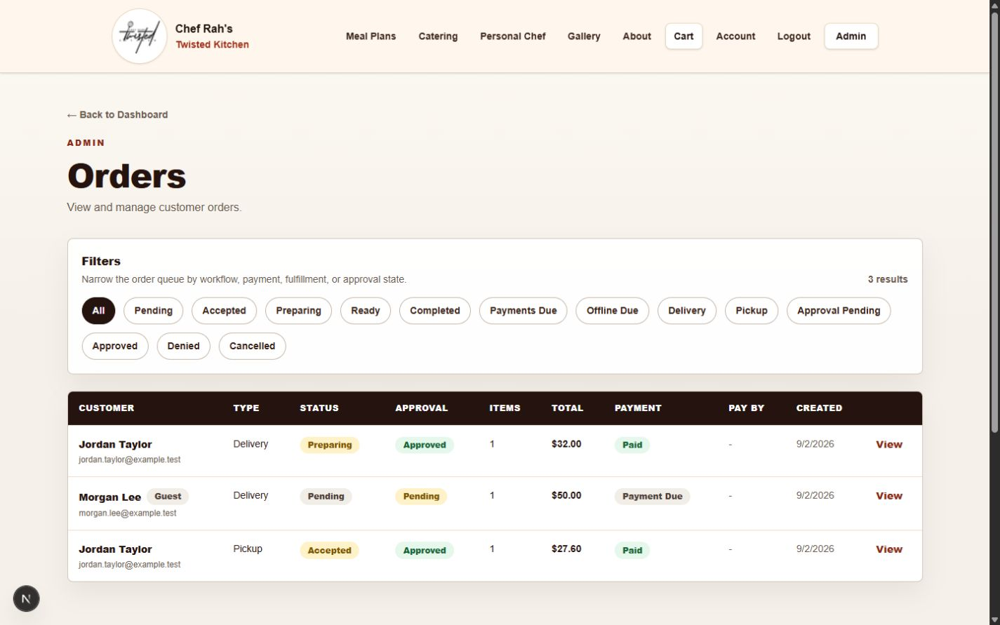 twisted
Chef Rah's
Twisted Kitchen
Meal Plans Catering Personal Chef Gallery About Cart Account Logout Admin
← Back to Dashboard
ADMIN
Orders
View and manage customer orders.
Filters
Narrow the order queue by workflow, payment, fulfillment, or approval state. 3 results
All Pending Accepted Preparing Ready Completed Payments Due Offline Due Delivery Pickup Approval Pending
Approved Denied Cancelled
CUSTOMER TYPE STATUS APPROVAL ITEMS TOTAL PAYMENT PAY BY CREATED
Jordan Taylor Delivery Preparing Approved 1 $32.00 Paid - 9/2/2026 View
jordan.taylor@example.test
Morgan Lee Guest Delivery Pending Pending 1 $50.00 Payment Due - 9/2/2026 View
morgan.lee@example.test
Jordan Taylor Pickup Accepted Approved 1 $27.60 Paid - 9/2/2026 View
jordan.taylor@example.test
N